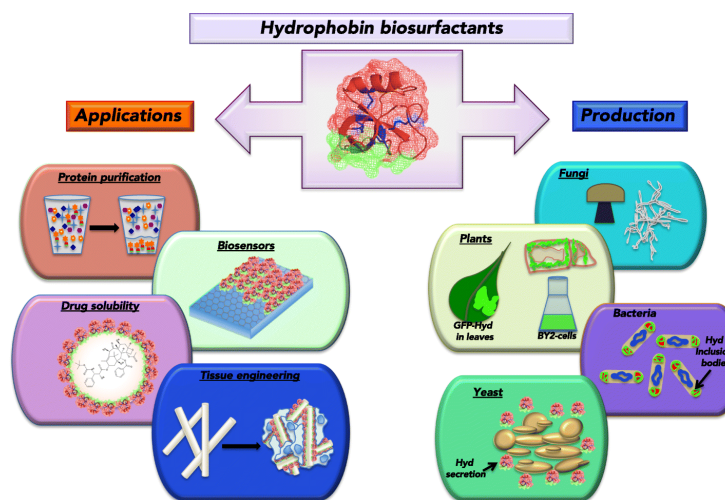 Hydrophobin biosurfactants
Applications
Production
Protein purification
Biosensors
Drug solubility
Tissue engineering
Fungi
Plants
GFP-Hyd
in leaves
BY2-cells
Bacteria
Hyd
inclusion
bodies
Yeast
Hyd
secretion